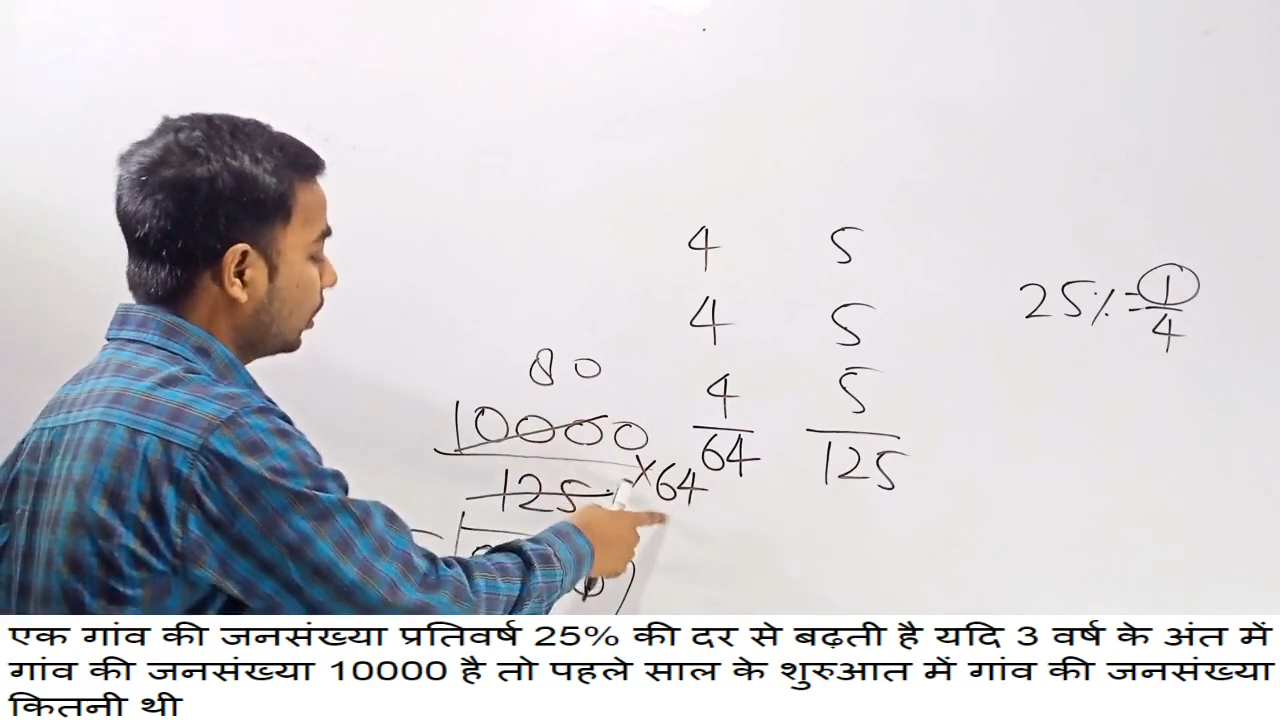 4 5
4 5
25% = 1/4
80
4 5
10000
64 125
125 × 64
एक गांव की जनसंख्या प्रतिवर्ष 25% की दर से बढ़ती है यदि 3 वर्ष के अंत में
गांव की जनसंख्या 10000 है तो पहले साल के शुरुआत में गांव की जनसंख्या
कितनी थी